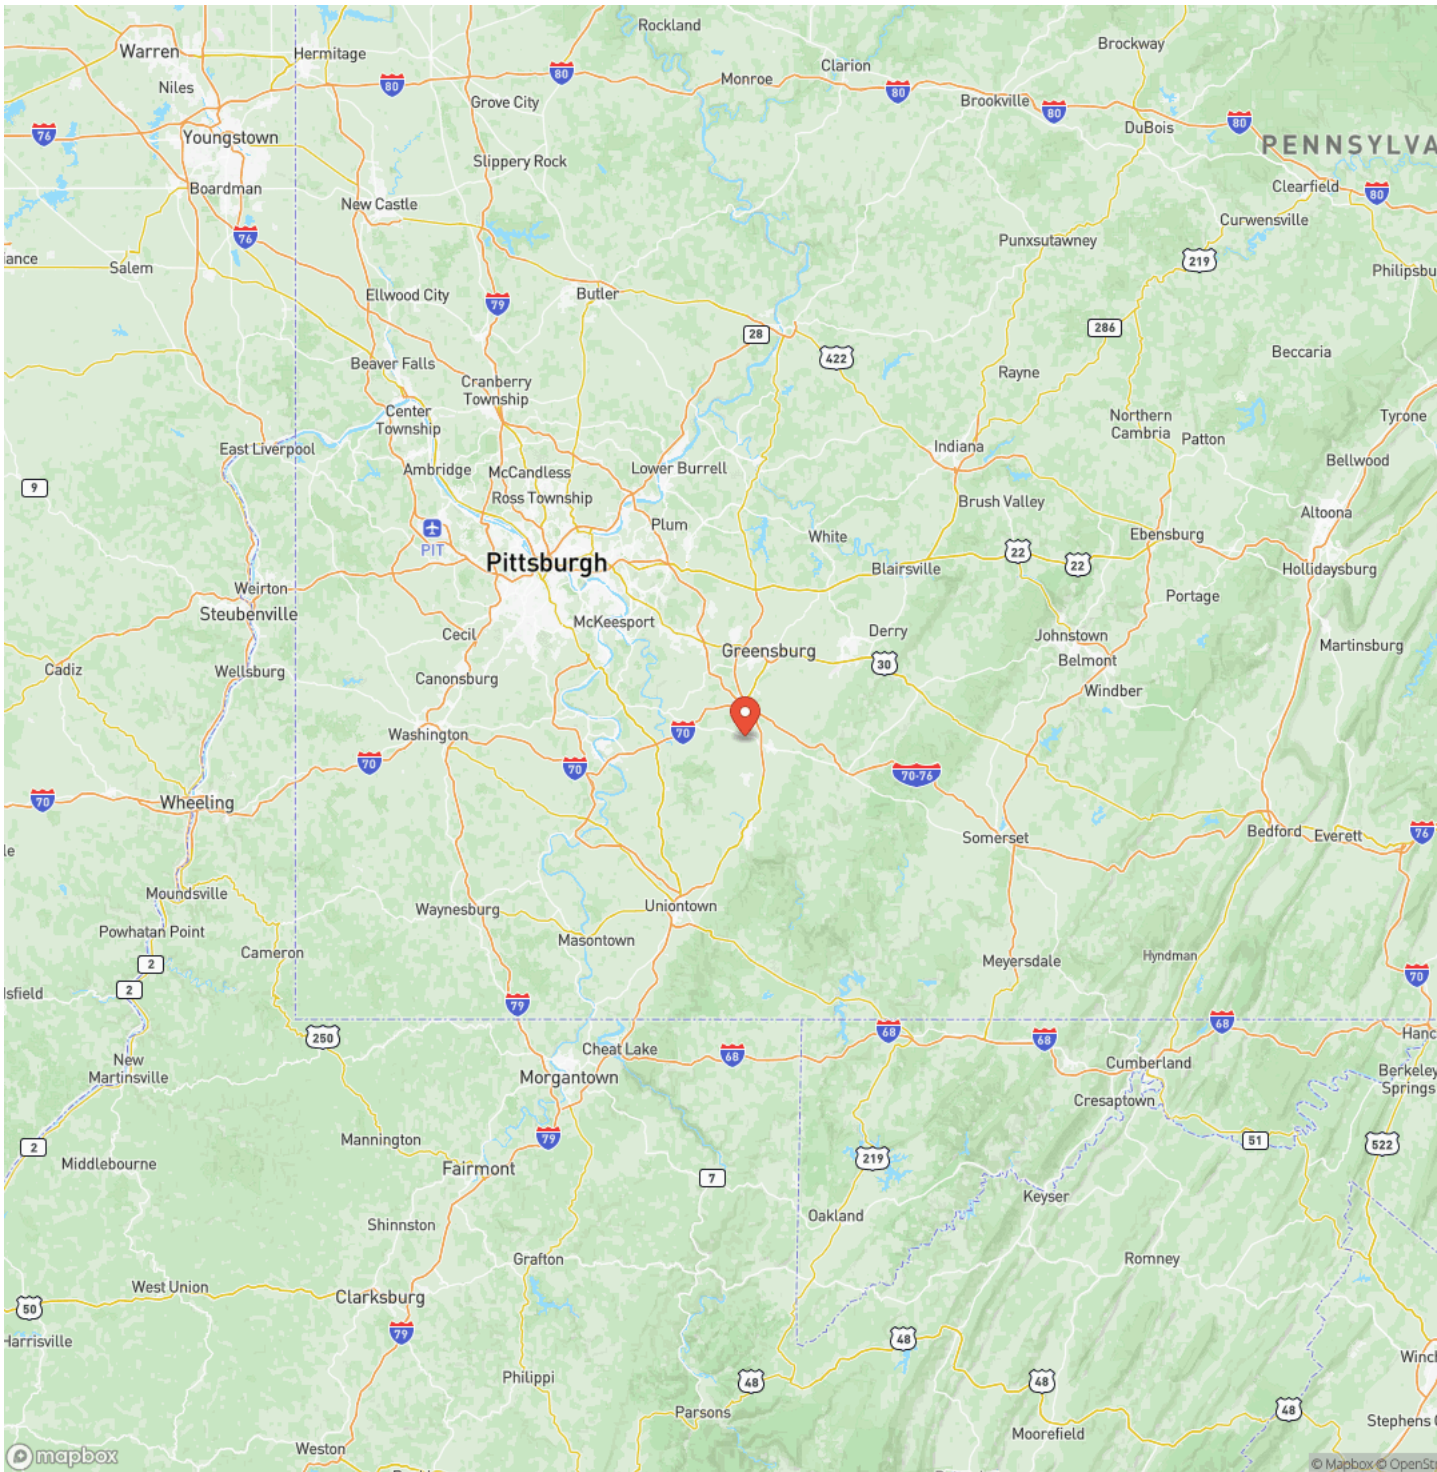 Rockland
Brockway
Warren
Hermitage
Clarion
Monroe
80
80
80
Niles
Grove City
Brookville
80
DuBois
80
76
Youngstown
PENNSYLVA
Slippery Rock
Clearfield
80
Boardman
New Castle
Curwensville
76
Punxsutawney
219
iance
Salem
Philipsbu
Ellwood City
79
Butler
28
286
422
Beccaria
Beaver Falls
Rayne
Cranberry
Township
Center
Township
Northern
Cambria
Tyrone
Patton
East Liverpool
Indiana
Bellwood
Ambridge
McCandless
Lower Burrell
9
Ross Township
Brush Valley
Altoona
Plum
PIT
White
Ebensburg
Pittsburgh
22
22
Blairsville
Hollidaysburg
Weirton
Portage
Steubenville
McKeesport
Cecil
Derry
Johnstown
Martinsburg
Greensburg
30
Belmont
Cadiz
Wellsburg
Canonsburg
Windber
Washington
70
70
70
70-76
70
Wheeling
Somerset
Bedford
Everett
76
le
Moundsville
Waynesburg
Uniontown
Powhatan Point
Masontown
Cameron
Hyndman
Meyersdale
2
70
2
lsfield
79
68
68
68
250
Hanc
Cheat Lake
68
New
Martinsville
Cumberland
Morgantown
Berkeley
Springs
Cresaptown
79
Mannington
51
2
522
Middlebourne
219
Fairmont
7
Keyser
Shinnston
Oakland
Grafton
Romney
West Union
Clarksburg
50
79
48
Harrisville
Winch
Philippi
48
48
48
Parsons
Stephens C
Moorefield
Weston
mapbox
© Mapbox © OpenStr